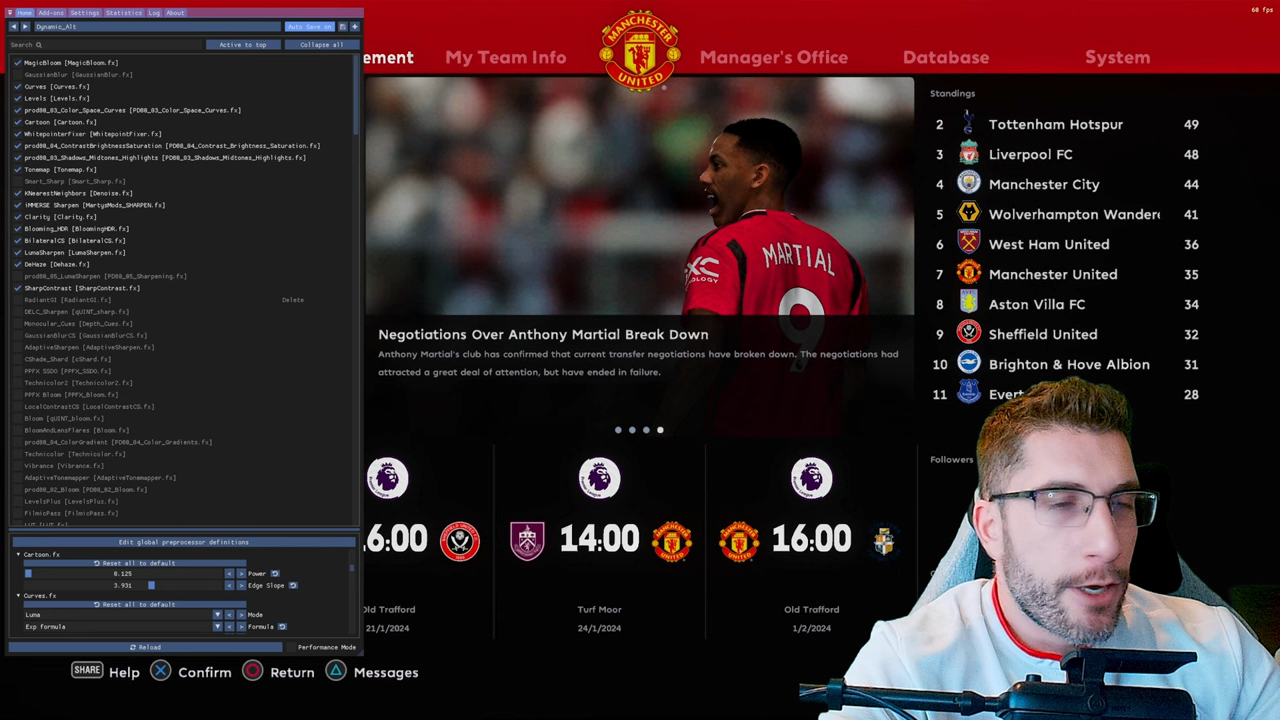 Home Add-ons Settings Statistics Log About
Dynamic_Alt Auto Save on
Search Active to top Collapse all
MagicBloom [MagicBloom.fx]
GaussianBlur [GaussianBlur.fx]
Curves [Curves.fx]
Levels [Levels.fx]
prod80_03_Color_Space_Curves [PD80_03_Color_Space_Curves.fx]
Cartoon [Cartoon.fx]
WhitepointerFixer [WhitepointFixer.fx]
prod80_04_ContrastBrightnessSaturation [PD80_04_Contrast_Brightness_Saturation.fx]
prod80_03_Shadows_Midtones_Highlights [PD80_03_Shadows_Midtones_Highlights.fx]
Tonemap [Tonemap.fx]
Smart_Sharp [Smart_Sharp.fx]
KNearestNeighbors [Denoise.fx]
iMMERSE Sharpen [MartysMods_SHARPEN.fx]
Clarity [Clarity.fx]
Blooming_HDR [BloomingHDR.fx]
BilateralCS [BilateralCS.fx]
LumaSharpen [LumaSharpen.fx]
DeHaze [Dehaze.fx]
prod80_05_LumaSharpen [PD80_05_Sharpening.fx]
SharpContrast [SharpContrast.fx]
RadiantGI [RadiantGI.fx] Delete
DELC_Sharpen [qUINT_sharp.fx]
Monocular_Cues [Depth_Cues.fx]
GaussianBlurCS [GaussianBlurCS.fx]
AdaptiveSharpen [AdaptiveSharpen.fx]
CShade_Shard [cShard.fx]
PPFX SSDO [PPFX_SSDO.fx]
Technicolor2 [Technicolor2.fx]
PPFX Bloom [PPFX_Bloom.fx]
LocalContrastCS [LocalContrastCS.fx]
Bloom [qUINT_bloom.fx]
BloomAndLensFlares [Bloom.fx]
prod80_04_ColorGradient [PD80_04_Color_Gradients.fx]
Technicolor [Technicolor.fx]
Vibrance [Vibrance.fx]
AdaptiveTonemapper [AdaptiveTonemapper.fx]
prod80_02_Bloom [PD80_02_Bloom.fx]
LevelsPlus [LevelsPlus.fx]
FilmicPass [FilmicPass.fx]
LUT [LUT.fx]
Edit global preprocessor definitions
Cartoon.fx
Reset all to default
0.125 < > Power
3.931 < > Edge Slope
Curves.fx
Reset all to default
Luma < > Mode
Exp formula < > Formula
Reload Performance Mode
ement My Team Info Manager's Office Database System
MANCHESTER
UNITED
60 fps
MARTIAL
9
Negotiations Over Anthony Martial Break Down
Anthony Martial's club has confirmed that current transfer negotiations have broken down. The negotiations had
attracted a great deal of attention, but have ended in failure.
Standings
2 Tottenham Hotspur 49
3 Liverpool FC 48
4 Manchester City 44
5 Wolverhampton Wandere 41
6 West Ham United 36
7 Manchester United 35
8 Aston Villa FC 34
9 Sheffield United 32
10 Brighton & Hove Albion 31
11 Evert 28
Followers
6:00 14:00 16:00
Old Trafford Turf Moor Old Trafford
21/1/2024 24/1/2024 1/2/2024
SHARE Help Confirm Return Messages